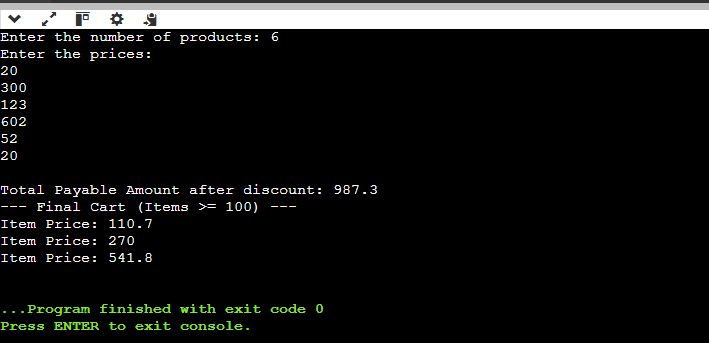 Enter the number of products: 6
Enter the prices:
20
300
123
602
52
20
Total Payable Amount after discount: 987.3
--- Final Cart (Items >= 100) ---
Item Price: 110.7
Item Price: 270
Item Price: 541.8
...Program finished with exit code 0
Press ENTER to exit console.